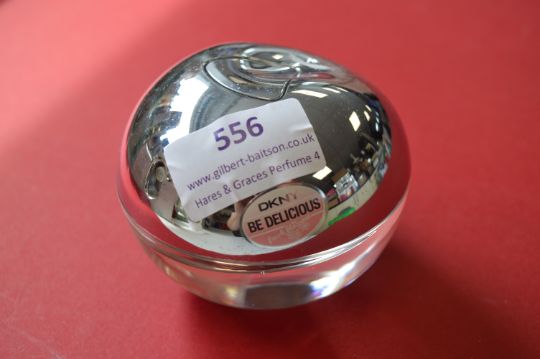 556
www.gilbert-baitson.co.uk
Hares & Graces Perfume 4
DKNY
BE DELICIOUS